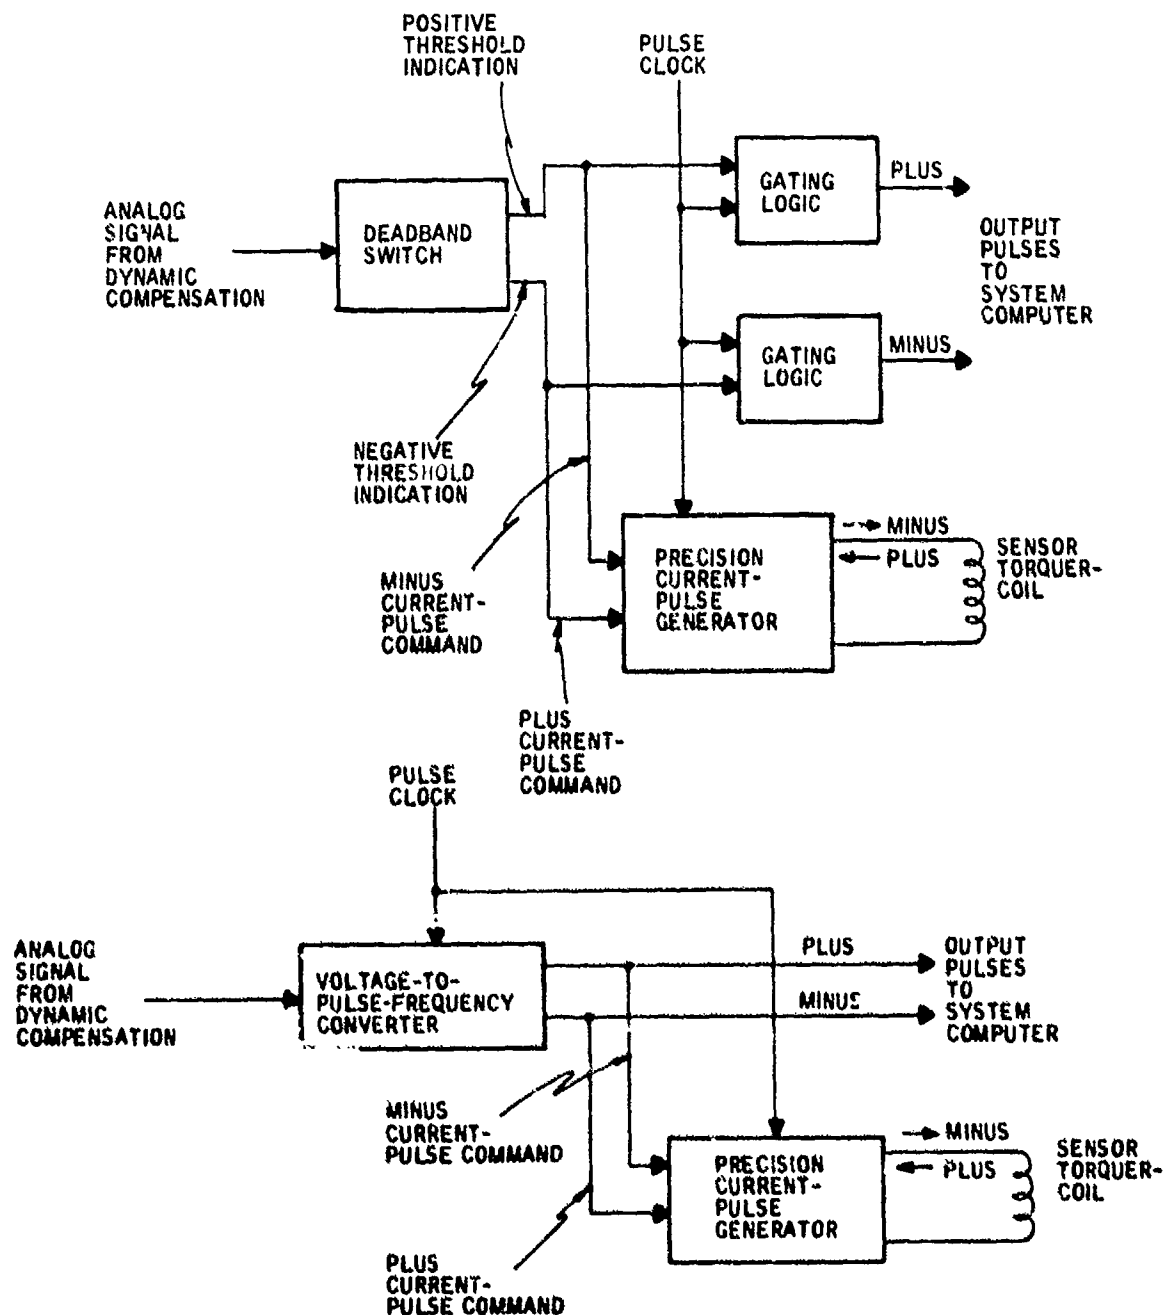 POSITIVE
THRESHOLD
INDICATION
PULSE
CLOCK
ANALOG
SIGNAL
FROM
DYNAMIC
COMPENSATION
DEADBAND
SWITCH
GATING
LOGIC
PLUS
OUTPUT
PULSES
TO
SYSTEM
COMPUTER
GATING
LOGIC
MINUS
NEGATIVE
THRESHOLD
INDICATION
MINUS
CURRENT-
PULSE
COMMAND
PRECISION
CURRENT-
PULSE
GENERATOR
MINUS
PLUS
SENSOR
TORQUER-
COIL
PLUS
CURRENT-
PULSE
COMMAND
PULSE
CLOCK
ANALOG
SIGNAL
FROM
DYNAMIC
COMPENSATION
VOLTAGE-TO-
PULSE-FREQUENCY
CONVERTER
PLUS
MINUS
OUTPUT
PULSES
TO
SYSTEM
COMPUTER
MINUS
CURRENT-
PULSE COMMAND
PRECISION
CURRENT-
PULSE
GENERATOR
MINUS
PLUS
SENSOR
TORQUER-
COIL
PLUS
CURRENT-
PULSE COMMAND